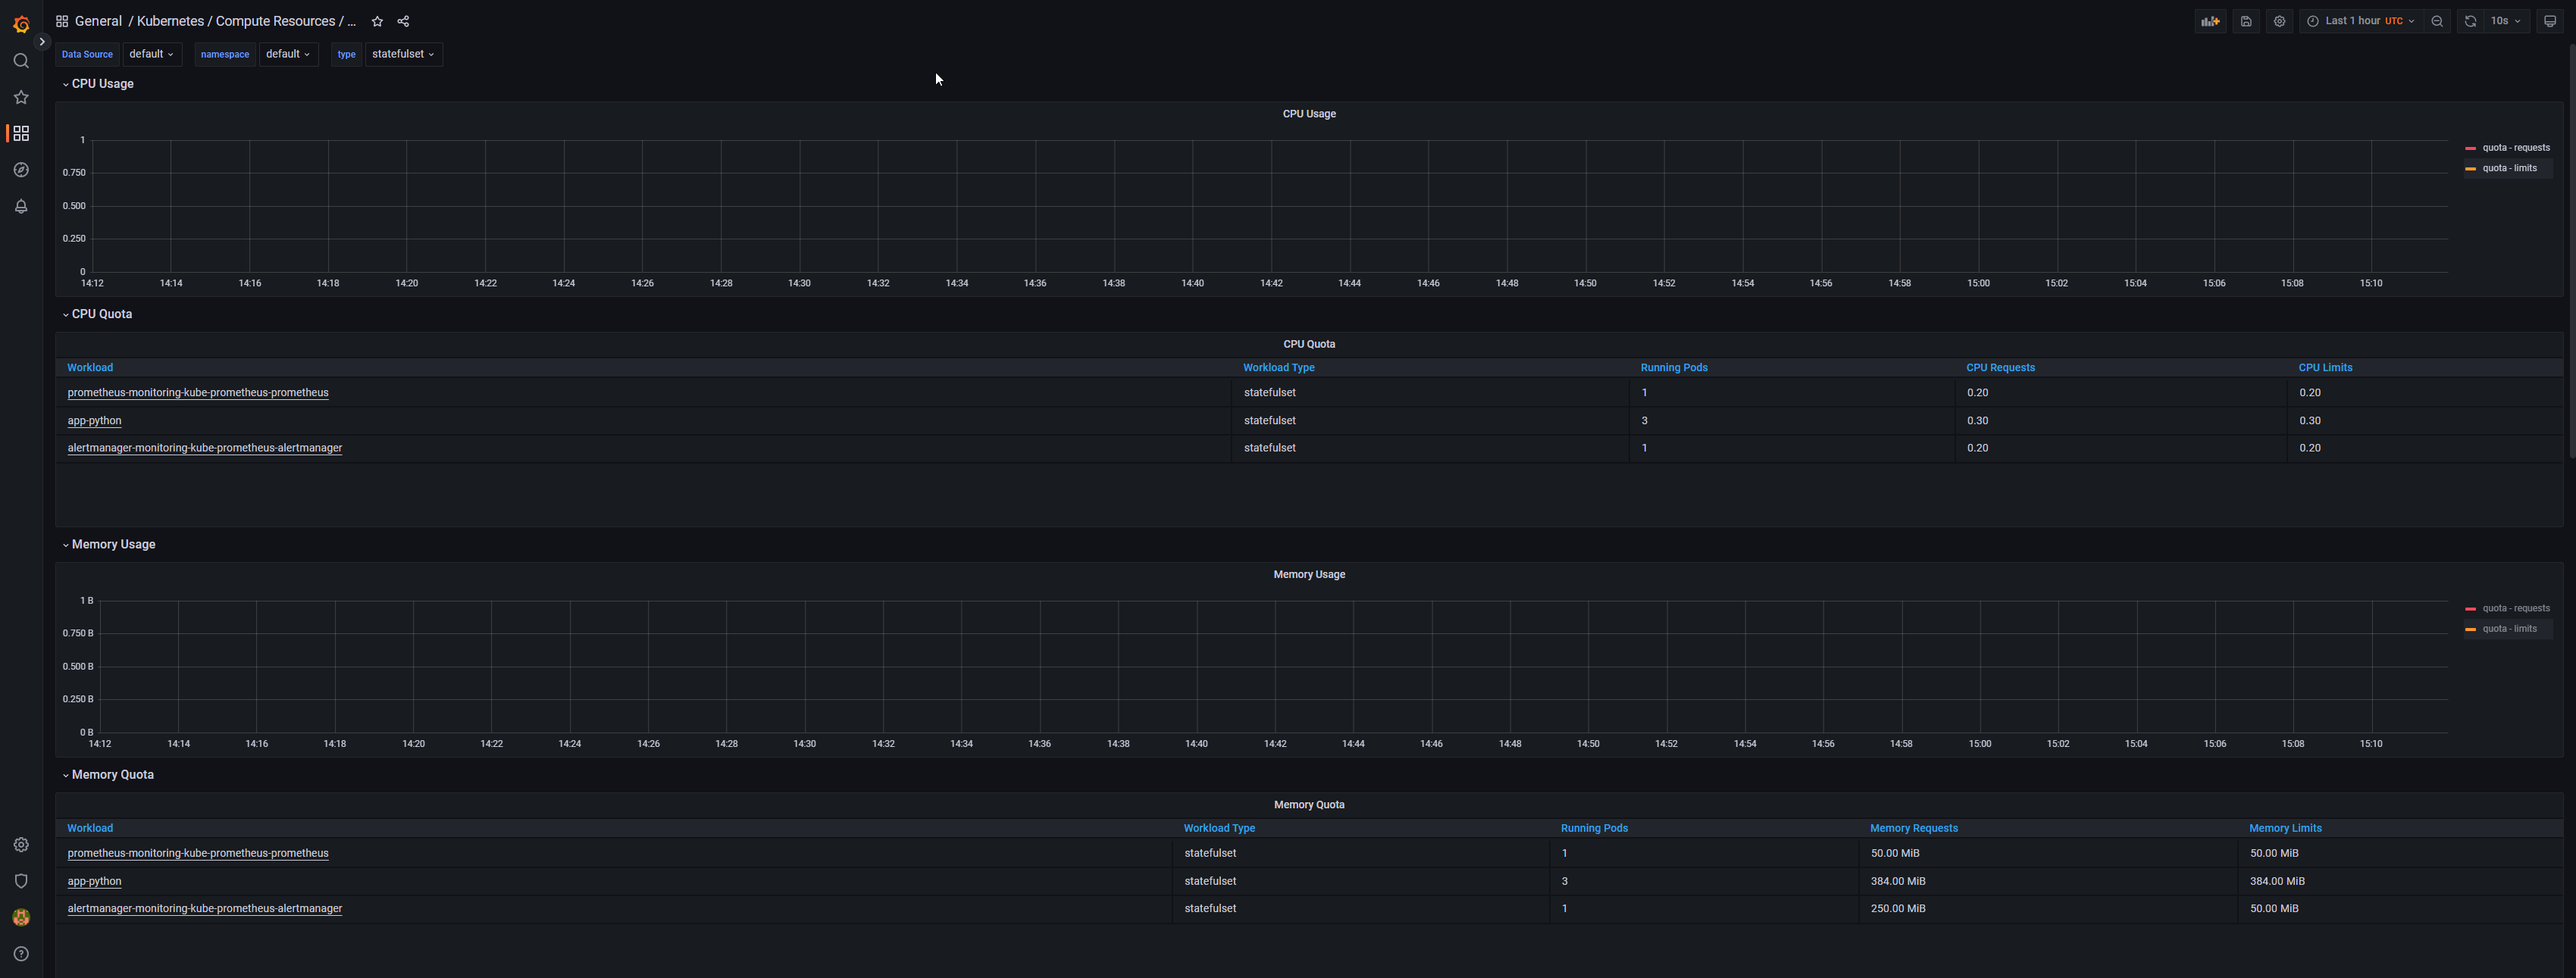 General / Kubernetes / Compute Resources / ...
Last 1 hour UTC
10s
Data Source default namespace default type statefulset
CPU Usage
CPU Usage
1
0.750
0.500
0.250
0
14:12 14:14 14:16 14:18 14:20 14:22 14:24 14:26 14:28 14:30 14:32 14:34 14:36 14:38 14:40 14:42 14:44 14:46 14:48 14:50 14:52 14:54 14:56 14:58 15:00 15:02 15:04 15:06 15:08 15:10
quota - requests
quota - limits
CPU Quota
CPU Quota
Workload Workload Type Running Pods CPU Requests CPU Limits
prometheus-monitoring-kube-prometheus-prometheus statefulset 1 0.20 0.20
app-python statefulset 3 0.30 0.30
alertmanager-monitoring-kube-prometheus-alertmanager statefulset 1 0.20 0.20
Memory Usage
Memory Usage
1 B
0.750 B
0.500 B
0.250 B
0 B
14:12 14:14 14:16 14:18 14:20 14:22 14:24 14:26 14:28 14:30 14:32 14:34 14:36 14:38 14:40 14:42 14:44 14:46 14:48 14:50 14:52 14:54 14:56 14:58 15:00 15:02 15:04 15:06 15:08 15:10
quota - requests
quota - limits
Memory Quota
Memory Quota
Workload Workload Type Running Pods Memory Requests Memory Limits
prometheus-monitoring-kube-prometheus-prometheus statefulset 1 50.00 MiB 50.00 MiB
app-python statefulset 3 384.00 MiB 384.00 MiB
alertmanager-monitoring-kube-prometheus-alertmanager statefulset 1 250.00 MiB 50.00 MiB